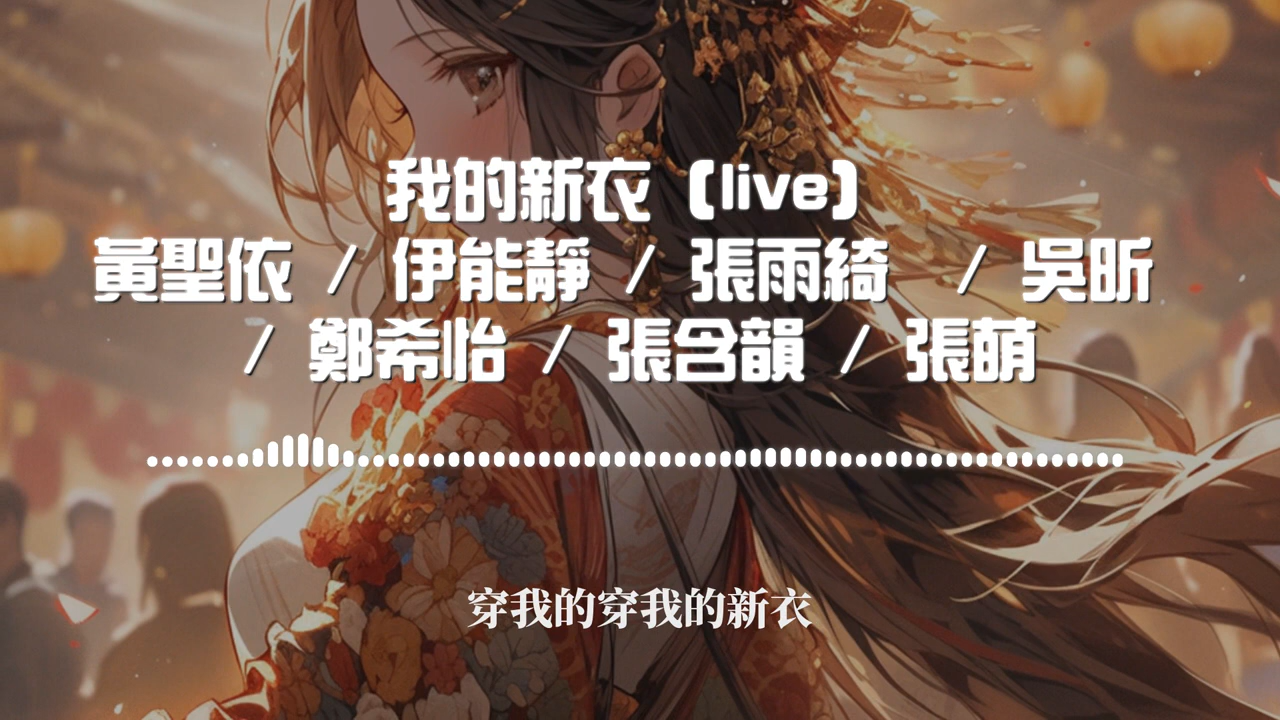 我的新衣（live）
黃聖依 / 伊能靜 / 張雨綺 / 吳昕
/ 鄭希怡 / 張含韻 / 張萌
穿我的穿我的新衣